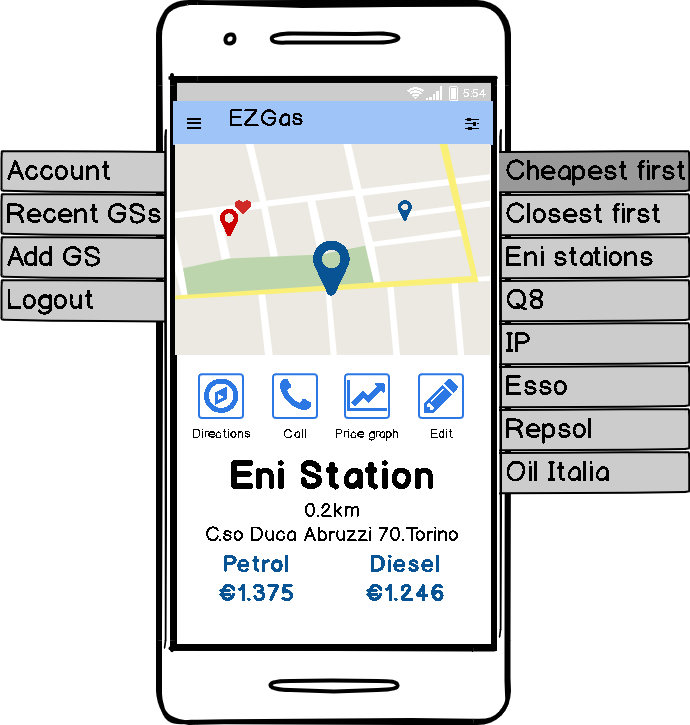 5:54
EZGas
Account
Recent GSs
Add GS
Logout
Cheapest first
Closest first
Eni stations
Q8
IP
Esso
Repsol
Oil Italia
Directions
Call
Price graph
Edit
Eni Station
0.2km
C.so Duca Abruzzi 70.Torino
Petrol Diesel
€1.375 €1.246